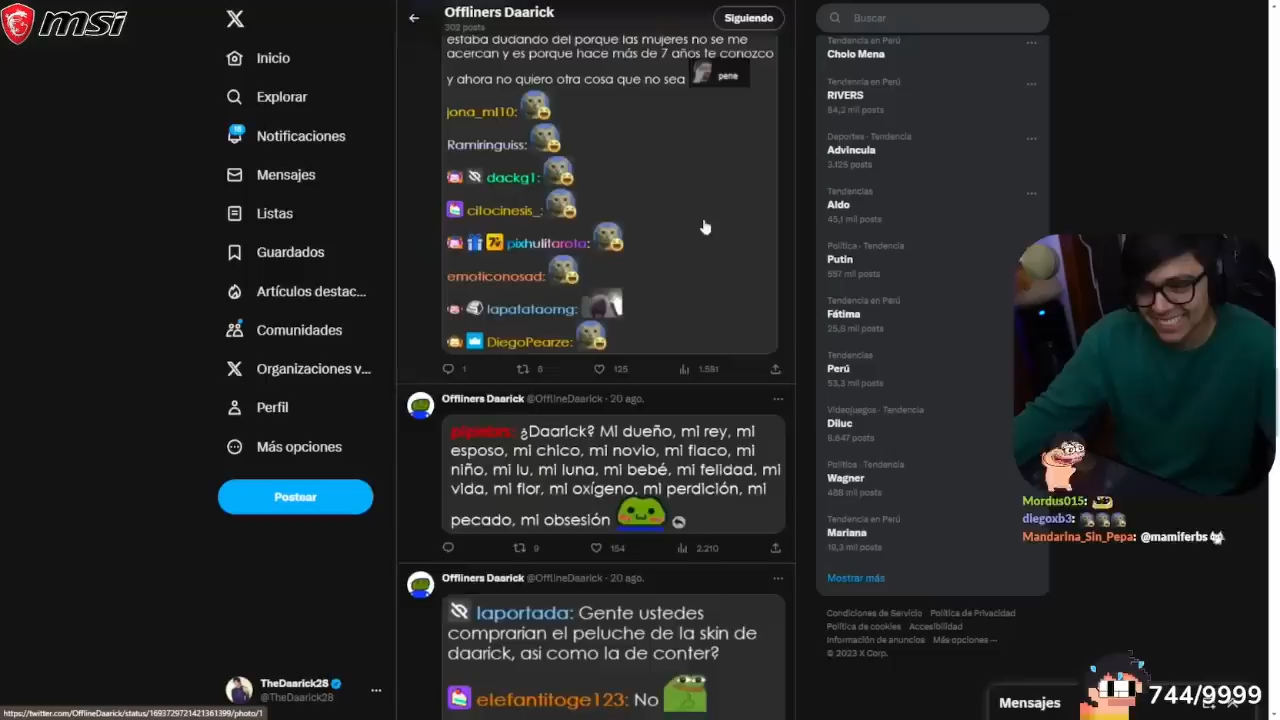 msi
Inicio
Explorar
Notificaciones
Mensajes
Listas
Guardados
Artículos destac...
Comunidades
Organizaciones v...
Perfil
Más opciones
Postear
TheDaarick28
@TheDaarick28
https://twitter.com/OfflineDaarick/status/1693729721421361399/photo/1
Offliners Daarick
302 posts
Siguiendo
estaba dudando del porque las mujeres no se me
acercan y es porque hace más de 7 años te conozco
y ahora no quiero otra cosa que no sea pene
jona_ml10:
Ramiringuiss:
dackg1:
citocinesis_:
pixhulitarota:
emoticonosad:
lapatataomg:
DiegoPearze:
1 6 125 1.591
Offliners Daarick @OfflineDaarick · 20 ago.
¿Daarick? Mi dueño, mi rey, mi
esposo, mi chico, mi novio, mi flaco, mi
niño, mi lu, mi luna, mi bebé, mi felidad, mi
vida, mi flor, mi oxígeno, mi perdición, mi
pecado, mi obsesión
9 154 2.210
Offliners Daarick @OfflineDaarick · 20 ago.
laportada: Gente ustedes
comprarían el peluche de la skin de
daarick, asi como la de conter?
elefantitoge123: No
Buscar
Tendencia en Perú
Cholo Mena
Tendencia en Perú
RIVERS
84,2 mil posts
Deportes · Tendencia
Advincula
3.125 posts
Tendencias
Aldo
45,1 mil posts
Política · Tendencia
Putin
597 mil posts
Tendencia en Perú
Fátima
25,8 mil posts
Tendencias
Perú
53,3 mil posts
Videojuegos · Tendencia
Diluc
8.647 posts
Política · Tendencia
Wagner
488 mil posts
Tendencia en Perú
Mariana
19,3 mil posts
Mostrar más
Condiciones de Servicio Política de Privacidad
Política de cookies Accesibilidad
Información de anuncios Más opciones ···
© 2023 X Corp.
Mordus015:
diegoxb3:
Mandarina_Sin_Pepa: @mamiferbs
Mensajes
744/9999